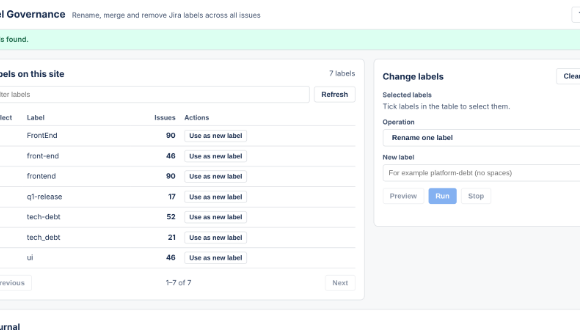 l Governance Rename, merge and remove Jira labels across all issues
s found.
bels on this site 7 labels
lter labels Refresh
lect Label Issues Actions
FrontEnd 90 Use as new label
front-end 46 Use as new label
frontend 90 Use as new label
q1-release 17 Use as new label
tech-debt 52 Use as new label
tech_debt 21 Use as new label
ui 46 Use as new label
revious 1–7 of 7 Next
Change labels Clear
Selected labels
Tick labels in the table to select them.
Operation
Rename one label
New label
For example platform-debt (no spaces)
Preview Run Stop
urnal